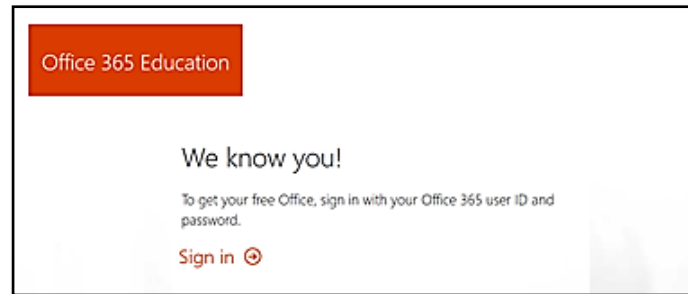 Office 365 Education
We know you!
To get your free Office, sign in with your Office 365 user ID and
password.
Sign in